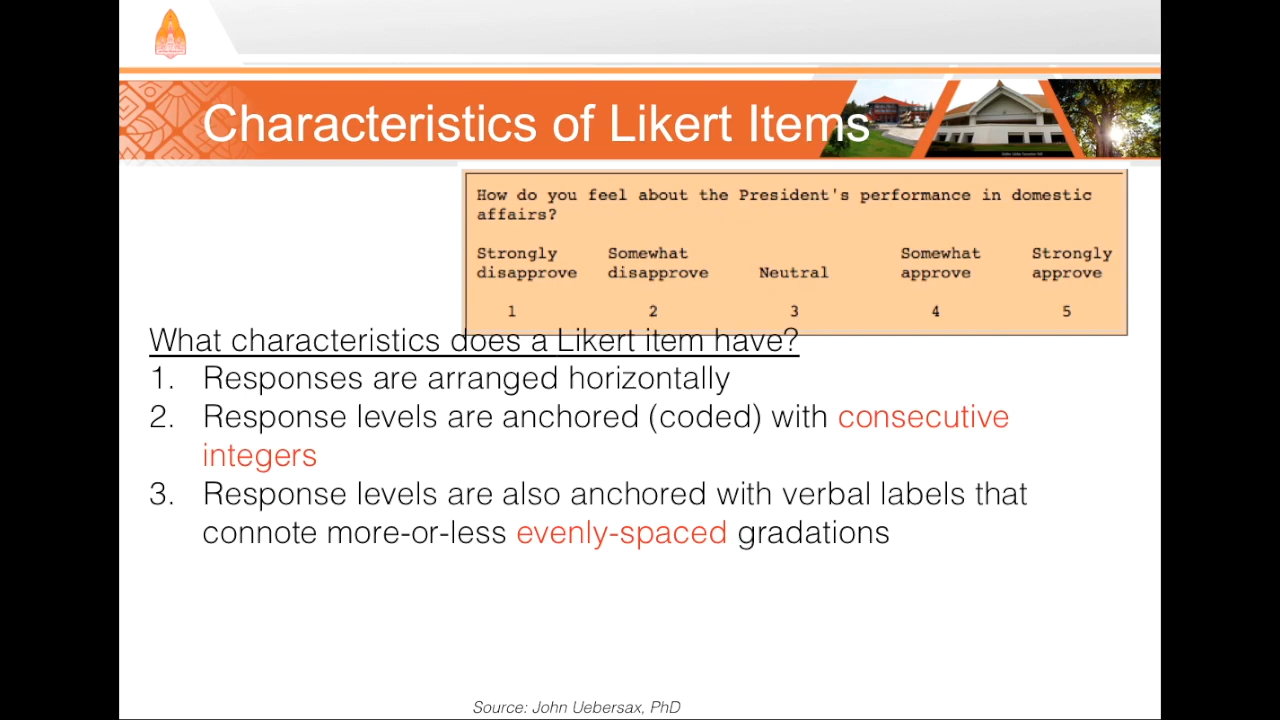 Characteristics of Likert Items
How do you feel about the President's performance in domestic
affairs?
Strongly disapprove
Somewhat disapprove
Neutral
Somewhat approve
Strongly approve
1 2 3 4 5
What characteristics does a Likert item have?
1. Responses are arranged horizontally
2. Response levels are anchored (coded) with consecutive
integers
3. Response levels are also anchored with verbal labels that
connote more-or-less evenly-spaced gradations
Source: John Uebersax, PhD